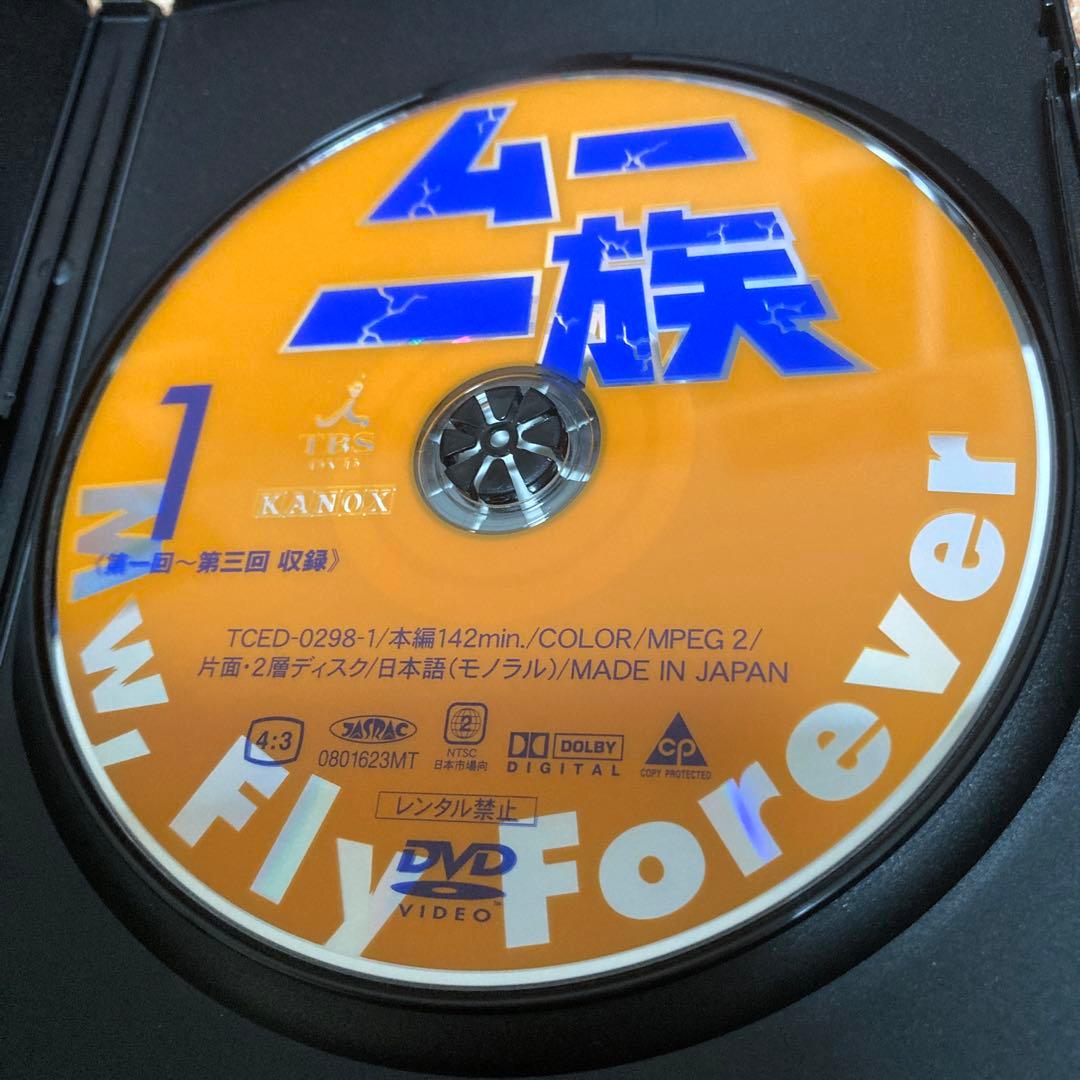 ムー
一族
1
TBS
DVD
KANOX
《第一回～第三回 収録》
TCED-0298-1/本編142min./COLOR/MPEG 2/
片面・2層ディスク/日本語(モノラル)/MADE IN JAPAN
4:3
JASRAC
0801623MT
2
NTSC
日本市場向
DOLBY
DIGITAL
CP
COPY PROTECTED
レンタル禁止
DVD
VIDEO™
Fly Forever